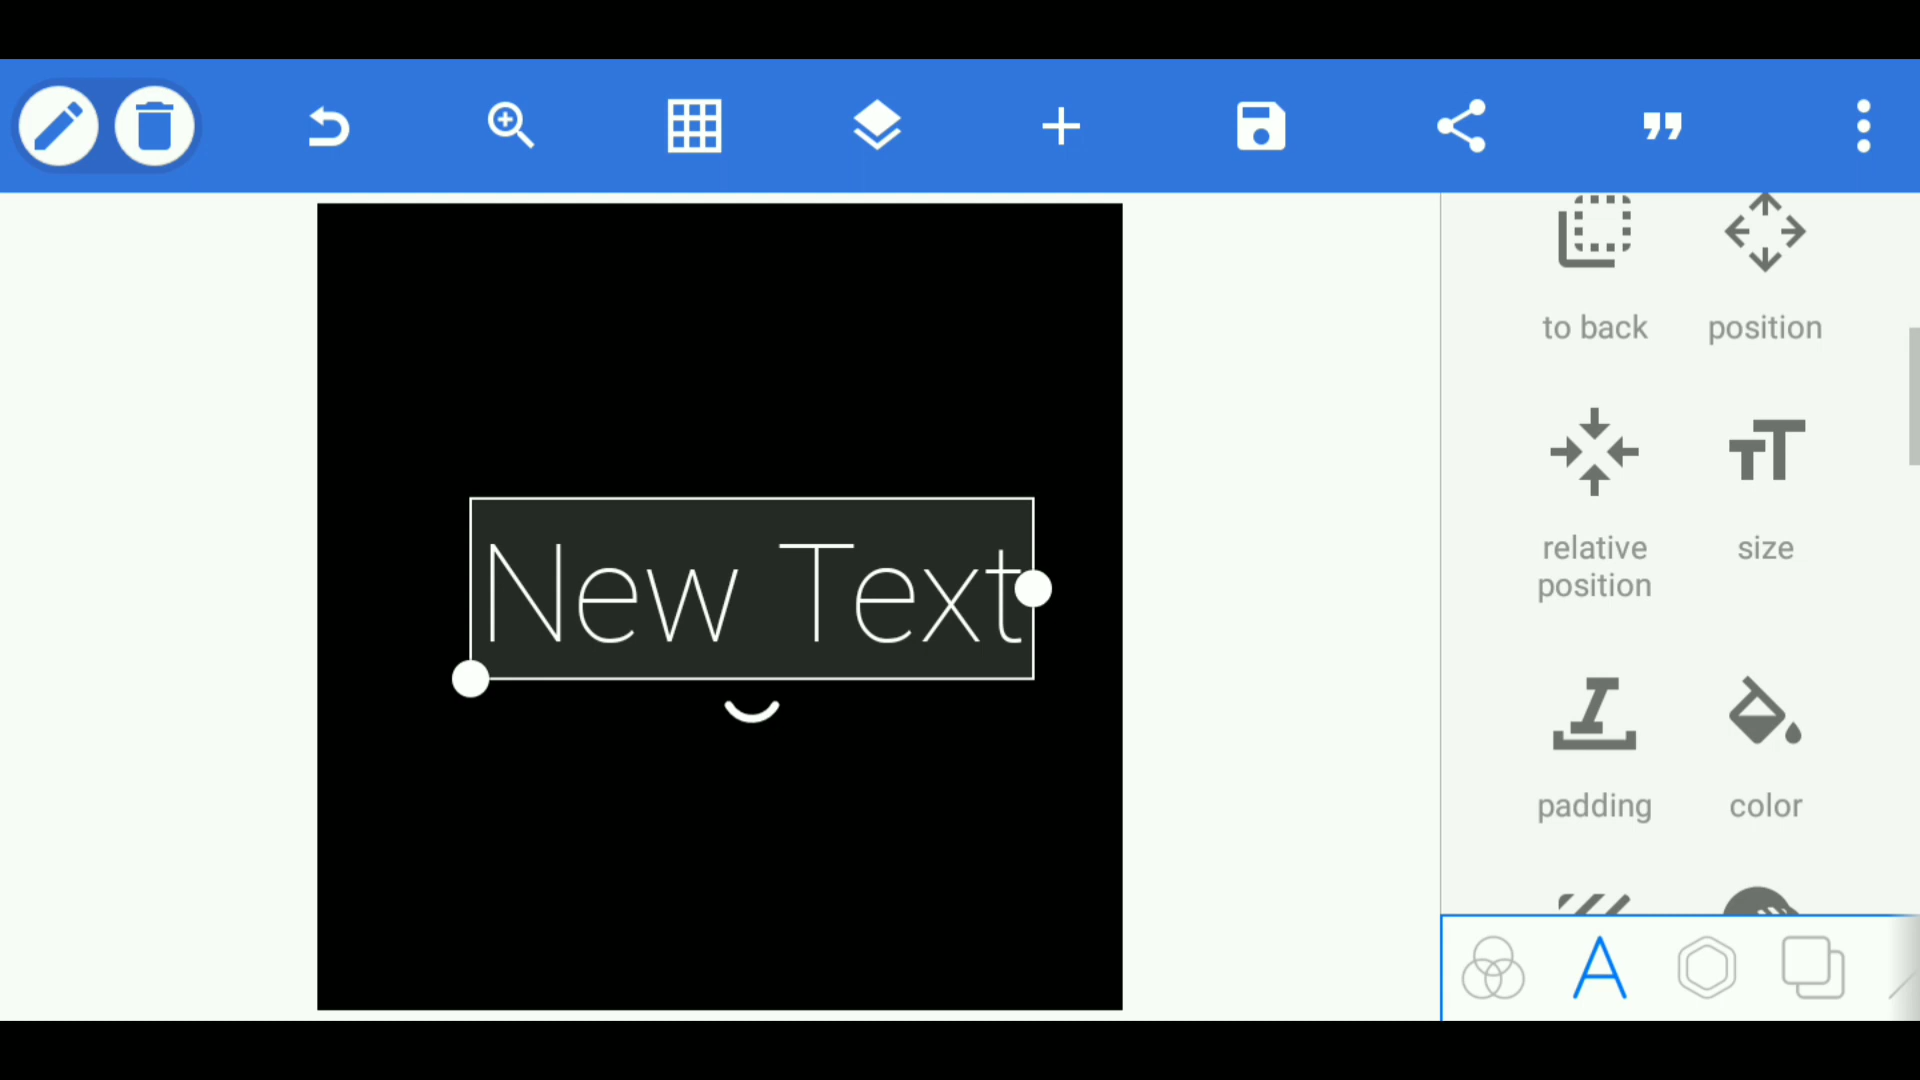 New Text
to back
position
relative
position
size
padding
color